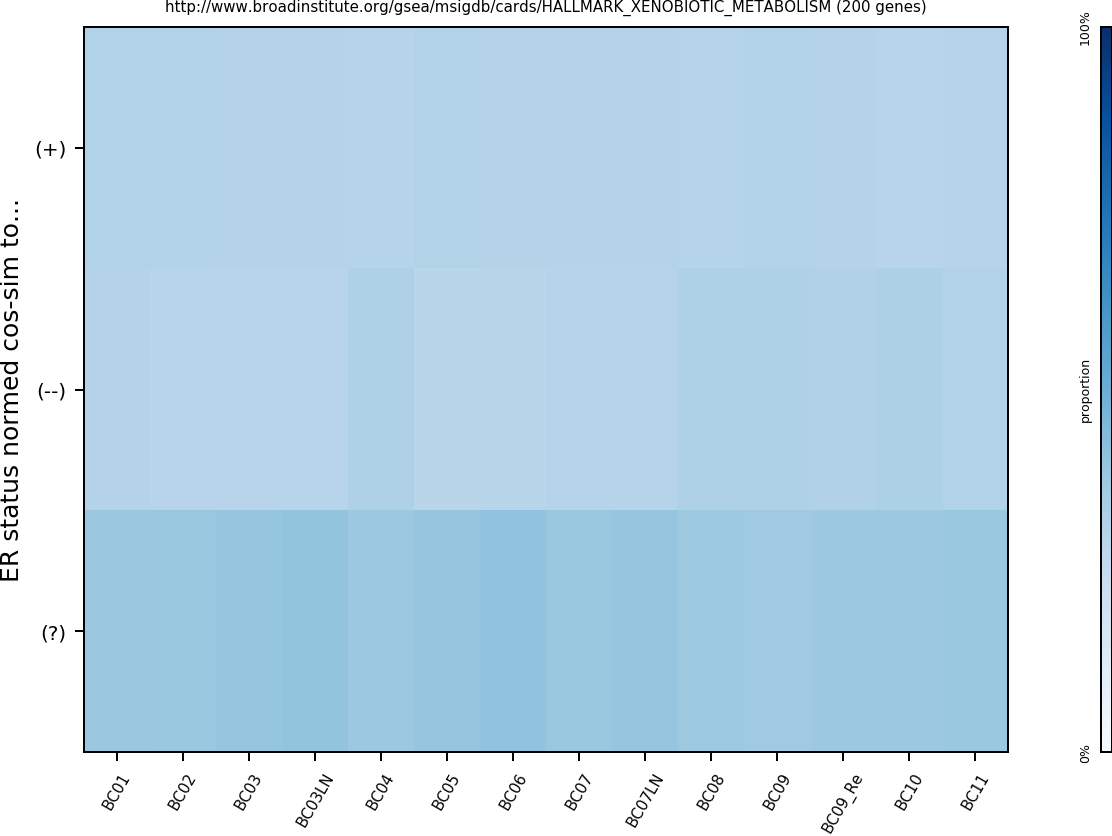 http://www.broadinstitute.org/gsea/msigdb/cards/HALLMARK_XENOBIOTIC_METABOLISM (200 genes)
ER status normed cos-sim to...
(+)
(--)
(?)
BC01
BC02
BC03
BC03LN
BC04
BC05
BC06
BC07
BC07LN
BC08
BC09
BC09_Re
BC10
BC11
100%
proportion
0%